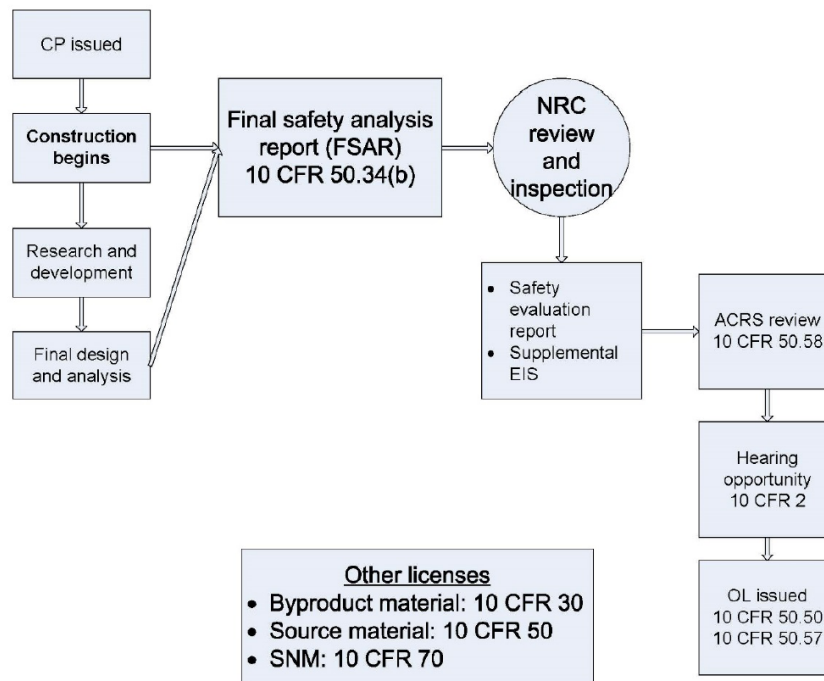 CP issued
Construction
begins
Research and
development
Final design
and analysis
Final safety analysis
report (FSAR)
10 CFR 50.34(b)
NRC
review
and
inspection
• Safety
evaluation
report
• Supplemental
EIS
ACRS review
10 CFR 50.58
Hearing
opportunity
10 CFR 2
OL issued
10 CFR 50.50
10 CFR 50.57
Other licenses
• Byproduct material: 10 CFR 30
• Source material: 10 CFR 50
• SNM: 10 CFR 70